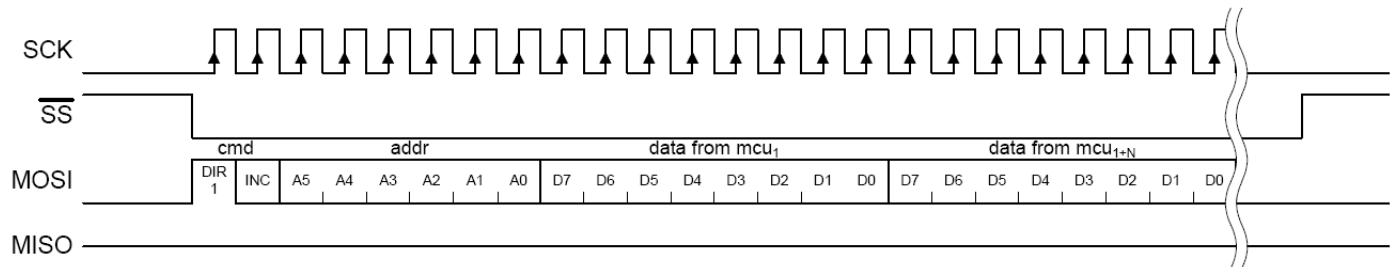 SCK
SS
cmd addr data from mcu1 data from mcu1+N
MOSI DIR 1 INC A5 A4 A3 A2 A1 A0 D7 D6 D5 D4 D3 D2 D1 D0 D7 D6 D5 D4 D3 D2 D1 D0
MISO